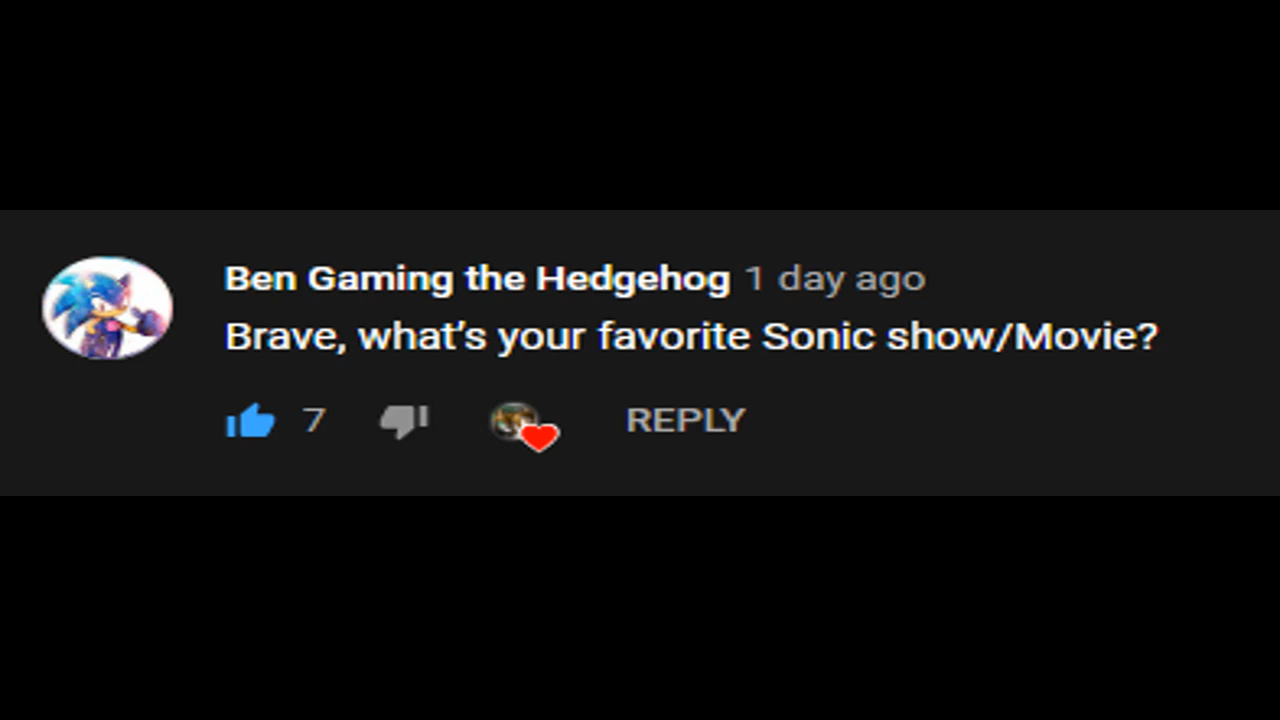 Ben Gaming the Hedgehog 1 day ago
Brave, what's your favorite Sonic show/Movie?
7 REPLY